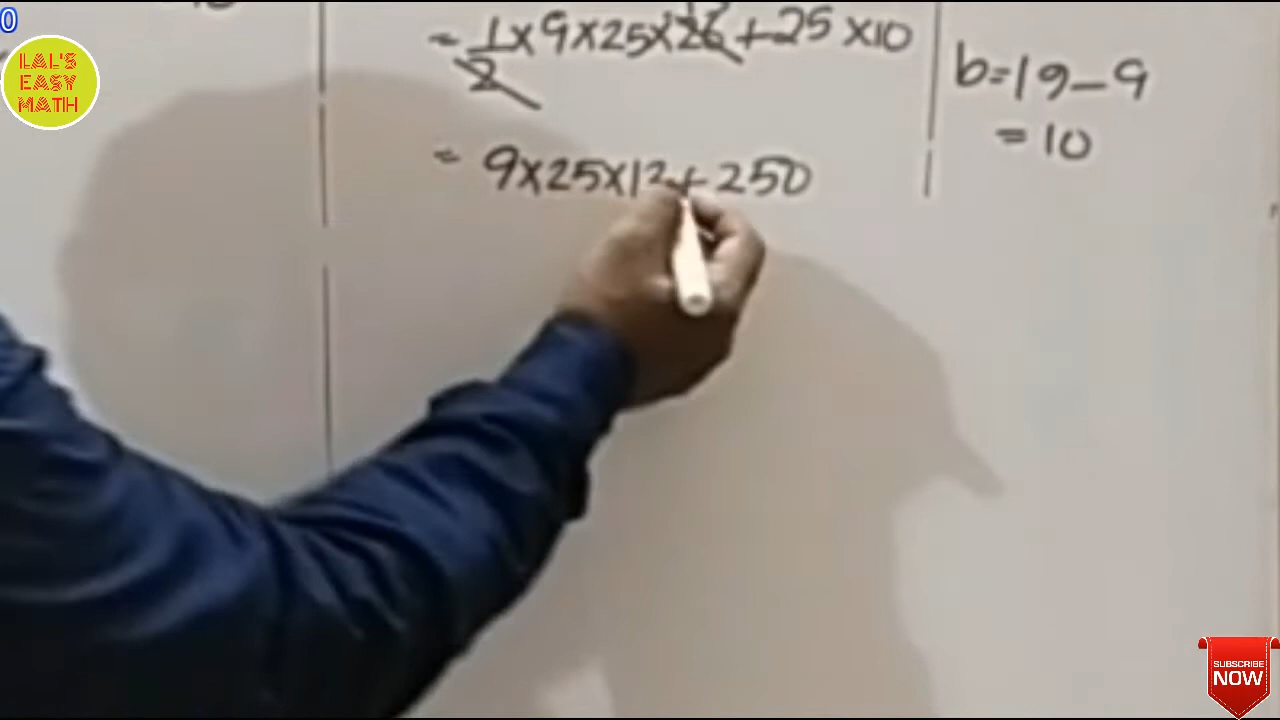 0
LAL'S
EASY
MATH
= 1/2 × 9 × 25 × 26 + 25 × 10
= 9 × 25 × 13 + 250
b = 19 - 9
= 10
SUBSCRIBE
NOW